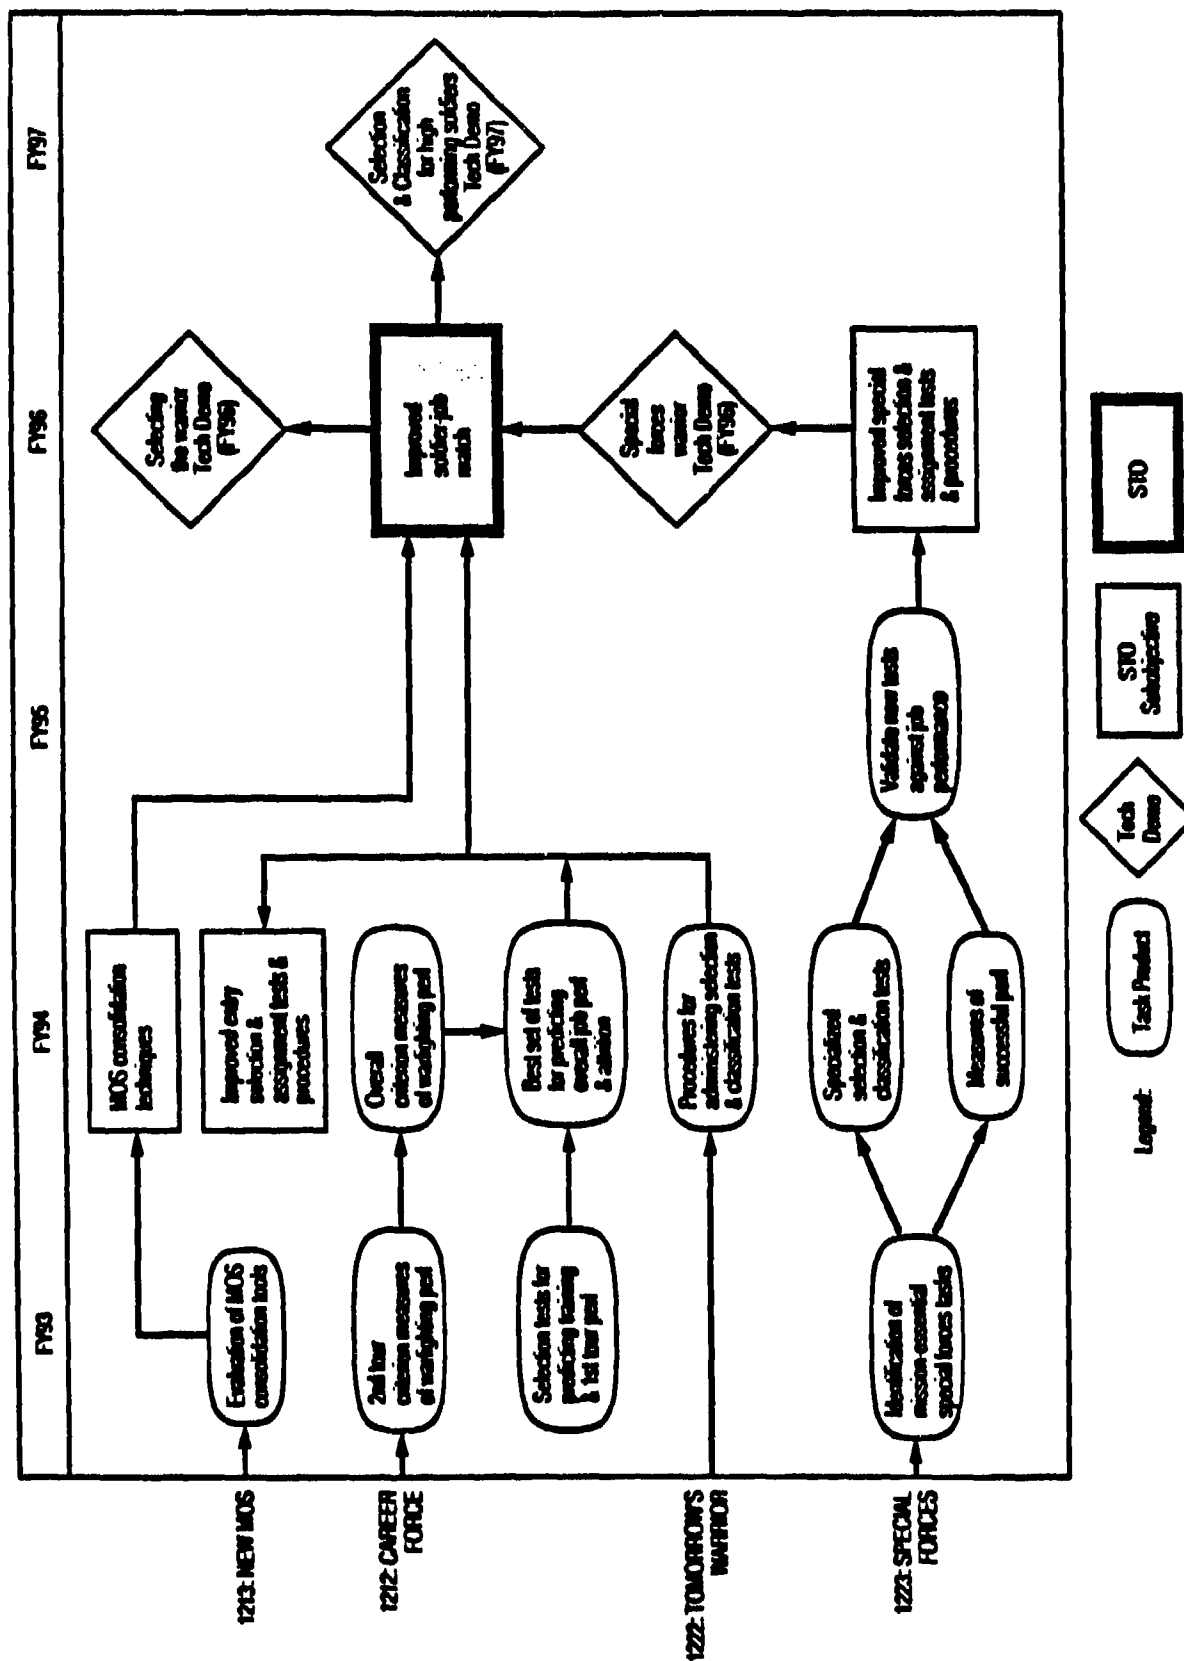 FY93
FY94
FY95
FY96
FY97
1213: NEW MOS
Evaluation of MOS
consolidation tools
MOS consolidation
techniques
Improved entry
selection &
assignment tests &
procedures
Selecting
the warrior
Tech Demo
(FY96)
1212: CAREER
FORCE
2nd tour
criterion measures
of warfighting perf
Overall
criterion measures
of warfighting perf
Improved
soldier-job
match
Selection
& Classification
for high
performing soldiers
Tech Demo
(FY97)
Selection tests for
predicting training
& 1st tour perf
Best set of tests
for predicting
overall job perf
& attrition
1222: TOMORROW'S
WARRIOR
Procedures for
administering selection
& classification tests
Special
forces
warrior
Tech Demo
(FY96)
1223: SPECIAL
FORCES
Identification of
mission-essential
special forces tasks
Specialized
selection &
classification tests
Measures of
successful perf
Validate new tests
against job
performance
Improved special
forces selection &
assignment tests
& procedures
Legend:
Task Product
Tech
Demo
STO
Subobjective
STO